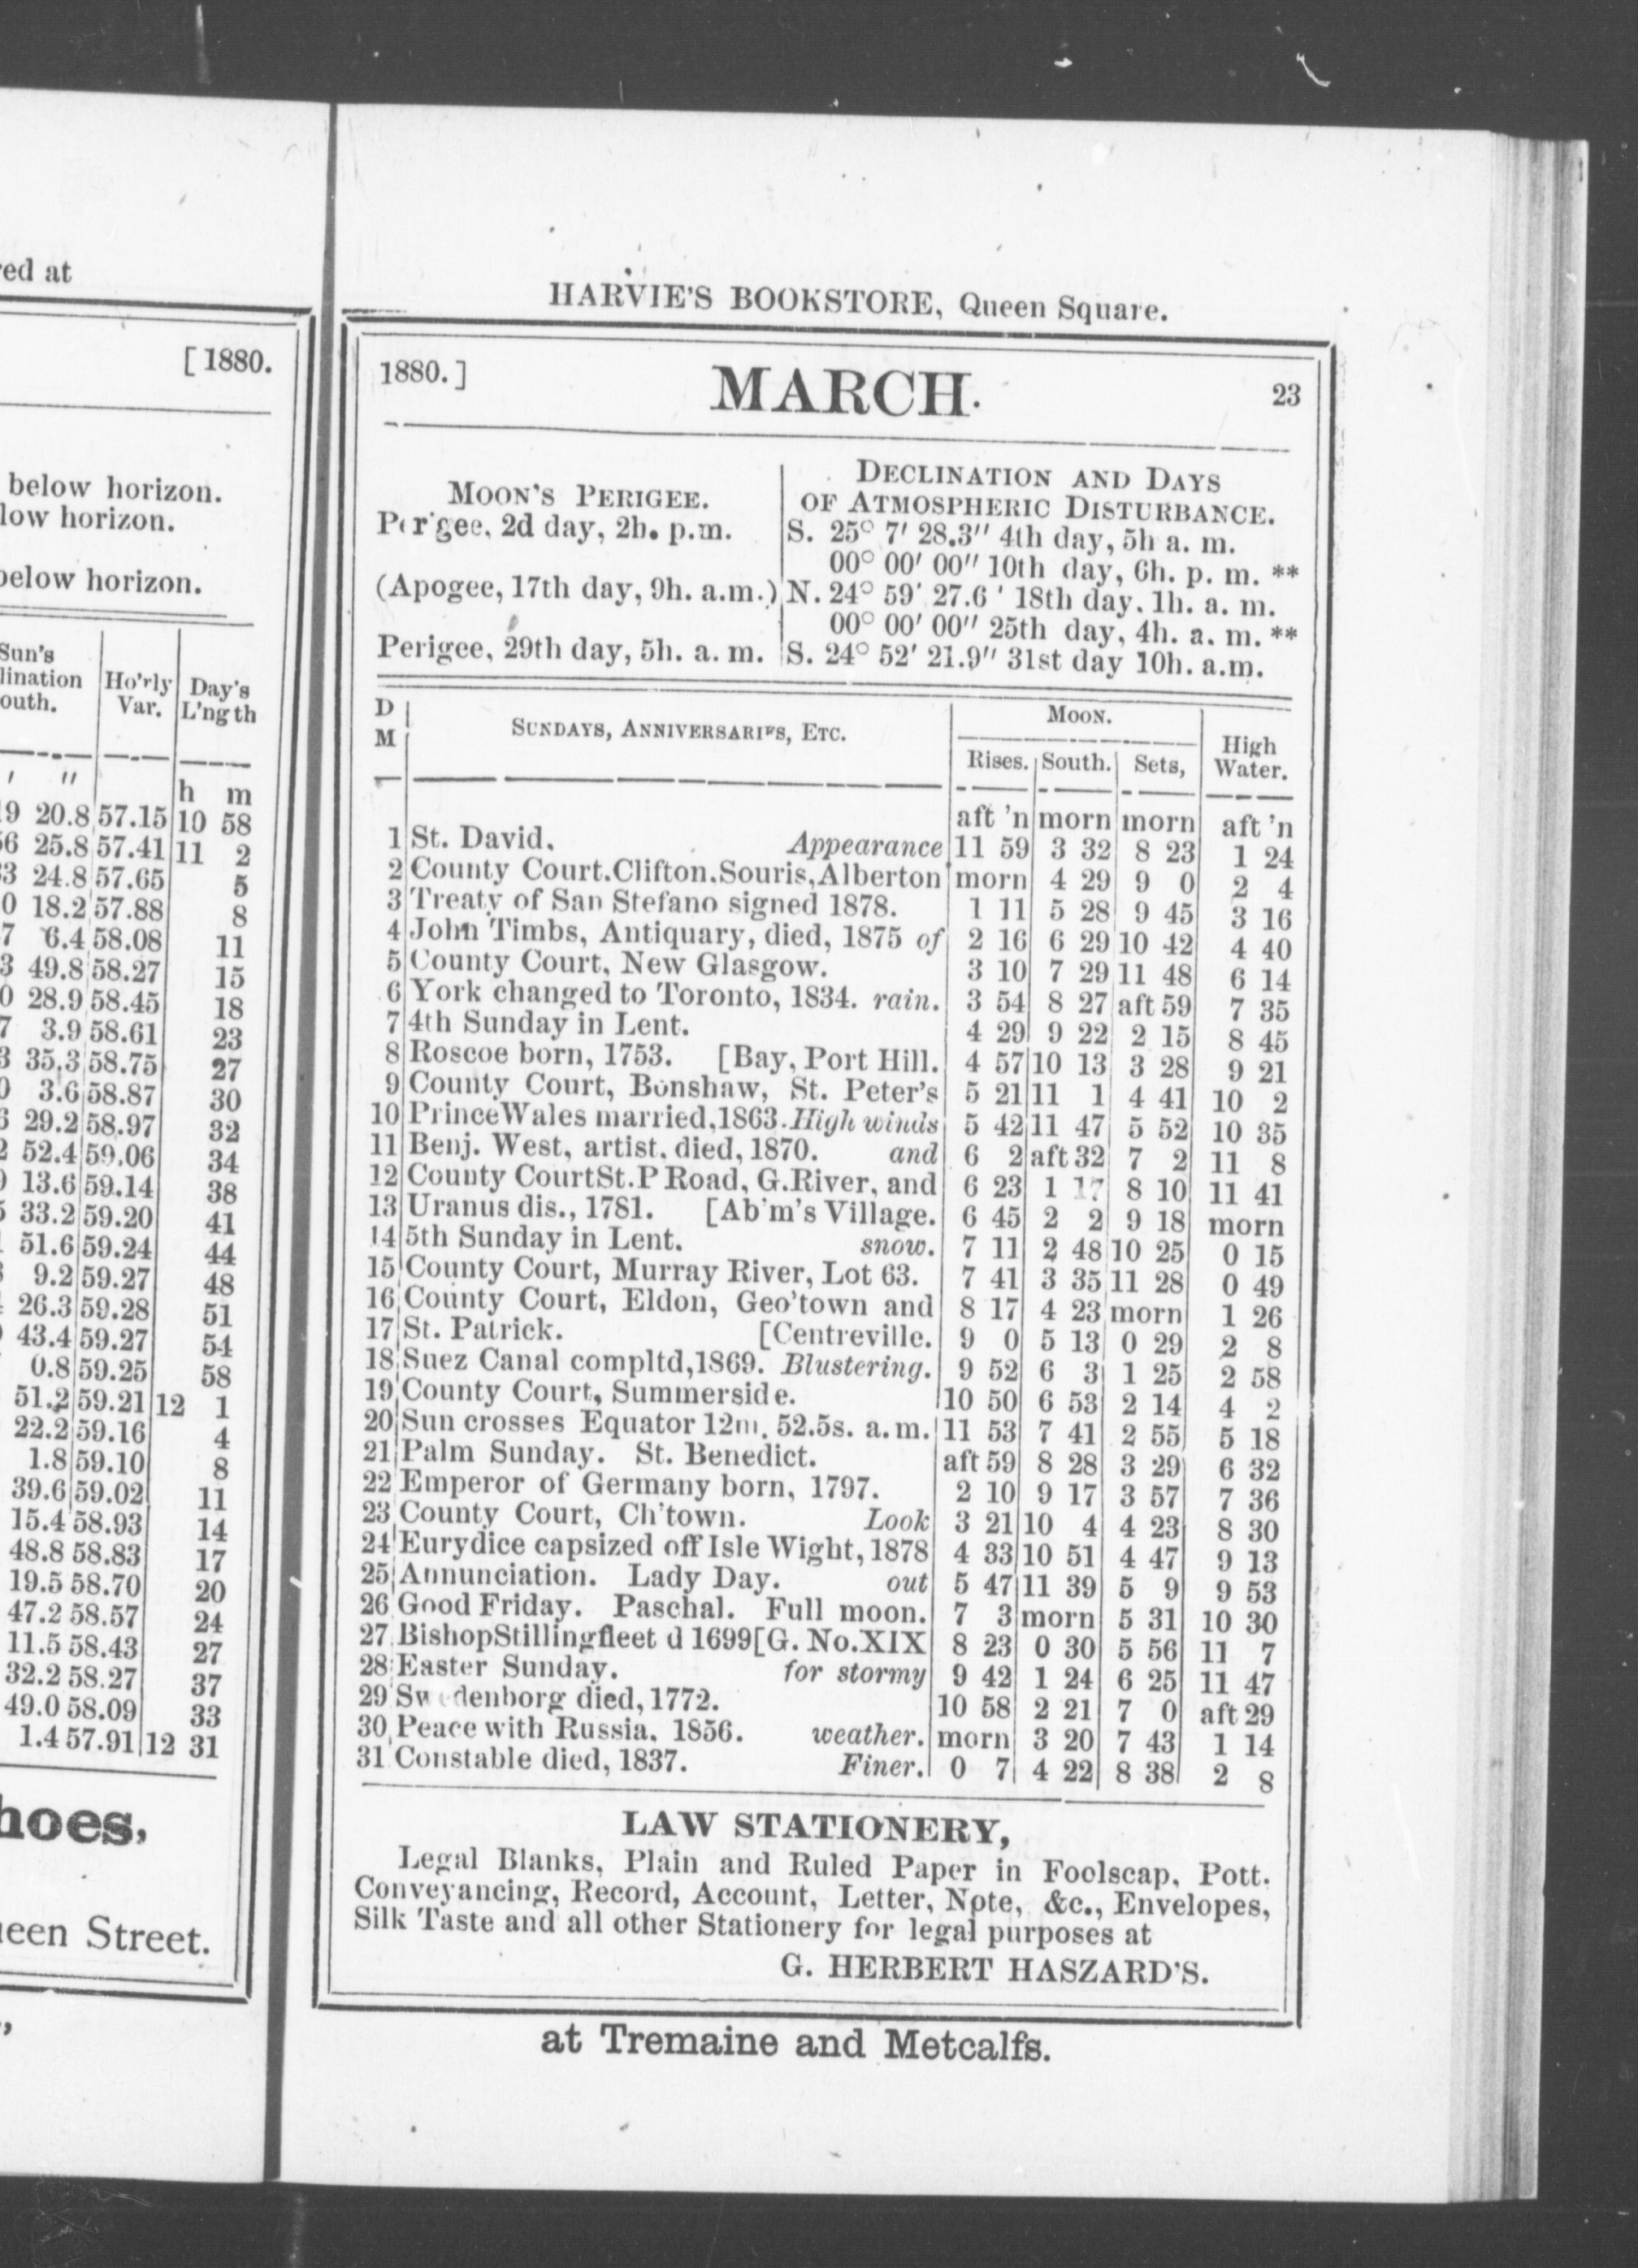 red at
[ 1880.
below horizon.
low horizon.
below horizon.
Sun's
lination Ho'rly Day's
outh. Var. L'ngth
' " h m
9 20.8 57.15 10 58
6 25.8 57.41 11 2
3 24.8 57.65 5
0 18.2 57.88 8
7 6.4 58.08 11
3 49.8 58.27 15
0 28.9 58.45 18
7 3.9 58.61 23
3 35.3 58.75 27
0 3.6 58.87 30
6 29.2 58.97 32
2 52.4 59.06 34
13.6 59.14 38
33.2 59.20 41
51.6 59.24 44
9.2 59.27 48
26.3 59.28 51
43.4 59.27 54
0.8 59.25 58
51.2 59.21 12 1
22.2 59.16 4
1.8 59.10 8
39.6 59.02 11
15.4 58.93 14
48.8 58.83 17
19.5 58.70 20
47.2 58.57 24
11.5 58.43 27
32.2 58.27 37
49.0 58.09 33
1.4 57.91 12 31
hoes,
ueen Street.
HARVIE'S BOOKSTORE, Queen Square.
1880.] MARCH. 23
MOON'S PERIGEE.
Perigee, 2d day, 2h. p.m.
(Apogee, 17th day, 9h. a.m.)
Perigee, 29th day, 5h. a. m.
DECLINATION AND DAYS
OF ATMOSPHERIC DISTURBANCE.
S. 25° 7' 28.3" 4th day, 5h a. m.
00° 00' 00" 10th day, 6h. p. m. **
N. 24° 59' 27.6 ' 18th day. 1h. a. m.
00° 00' 00" 25th day, 4h. a. m. **
S. 24° 52' 21.9" 31st day 10h. a.m.
D M SUNDAYS, ANNIVERSARIES, ETC. MOON. High Water.
Rises. South. Sets,
aft 'n morn morn aft 'n
1 St. David. Appearance 11 59 3 32 8 23 1 24
2 County Court.Clifton.Souris,Alberton morn 4 29 9 0 2 4
3 Treaty of San Stefano signed 1878. 1 11 5 28 9 45 3 16
4 John Timbs, Antiquary, died, 1875 of 2 16 6 29 10 42 4 40
5 County Court, New Glasgow. 3 10 7 29 11 48 6 14
6 York changed to Toronto, 1834. rain. 3 54 8 27 aft 59 7 35
7 4th Sunday in Lent. 4 29 9 22 2 15 8 45
8 Roscoe born, 1753. [Bay, Port Hill. 4 57 10 13 3 28 9 21
9 County Court, Bonshaw, St. Peter's 5 21 11 1 4 41 10 2
10 PrinceWales married,1863. High winds 5 42 11 47 5 52 10 35
11 Benj. West, artist, died, 1870. and 6 2 aft 32 7 2 11 8
12 County CourtSt.P Road, G.River, and 6 23 1 17 8 10 11 41
13 Uranus dis., 1781. [Ab'm's Village. 6 45 2 2 9 18 morn
14 5th Sunday in Lent. snow. 7 11 2 48 10 25 0 15
15 County Court, Murray River, Lot 63. 7 41 3 35 11 28 0 49
16 County Court, Eldon, Geo'town and 8 17 4 23 morn 1 26
17 St. Patrick. [Centreville. 9 0 5 13 0 29 2 8
18 Suez Canal compltd,1869. Blustering. 9 52 6 3 1 25 2 58
19 County Court, Summerside. 10 50 6 53 2 14 4 2
20 Sun crosses Equator 12m. 52.5s. a.m. 11 53 7 41 2 55 5 18
21 Palm Sunday. St. Benedict. aft 59 8 28 3 29 6 32
22 Emperor of Germany born, 1797. 2 10 9 17 3 57 7 36
23 County Court, Ch'town. Look 3 21 10 4 4 23 8 30
24 Eurydice capsized off Isle Wight, 1878 4 33 10 51 4 47 9 13
25 Annunciation. Lady Day. out 5 47 11 39 5 9 9 53
26 Good Friday. Paschal. Full moon. 7 3 morn 5 31 10 30
27 BishopStillingfleet d 1699[G. No.XIX 8 23 0 30 5 56 11 7
28 Easter Sunday. for stormy 9 42 1 24 6 25 11 47
29 Swedenborg died, 1772. 10 58 2 21 7 0 aft 29
30 Peace with Russia. 1856. weather. morn 3 20 7 43 1 14
31 Constable died, 1837. Finer. 0 7 4 22 8 38 2 8
LAW STATIONERY,
Legal Blanks, Plain and Ruled Paper in Foolscap, Pott.
Conveyancing, Record, Account, Letter, Note, &c., Envelopes,
Silk Taste and all other Stationery for legal purposes at
G. HERBERT HASZARD'S.
at Tremaine and Metcalfs.